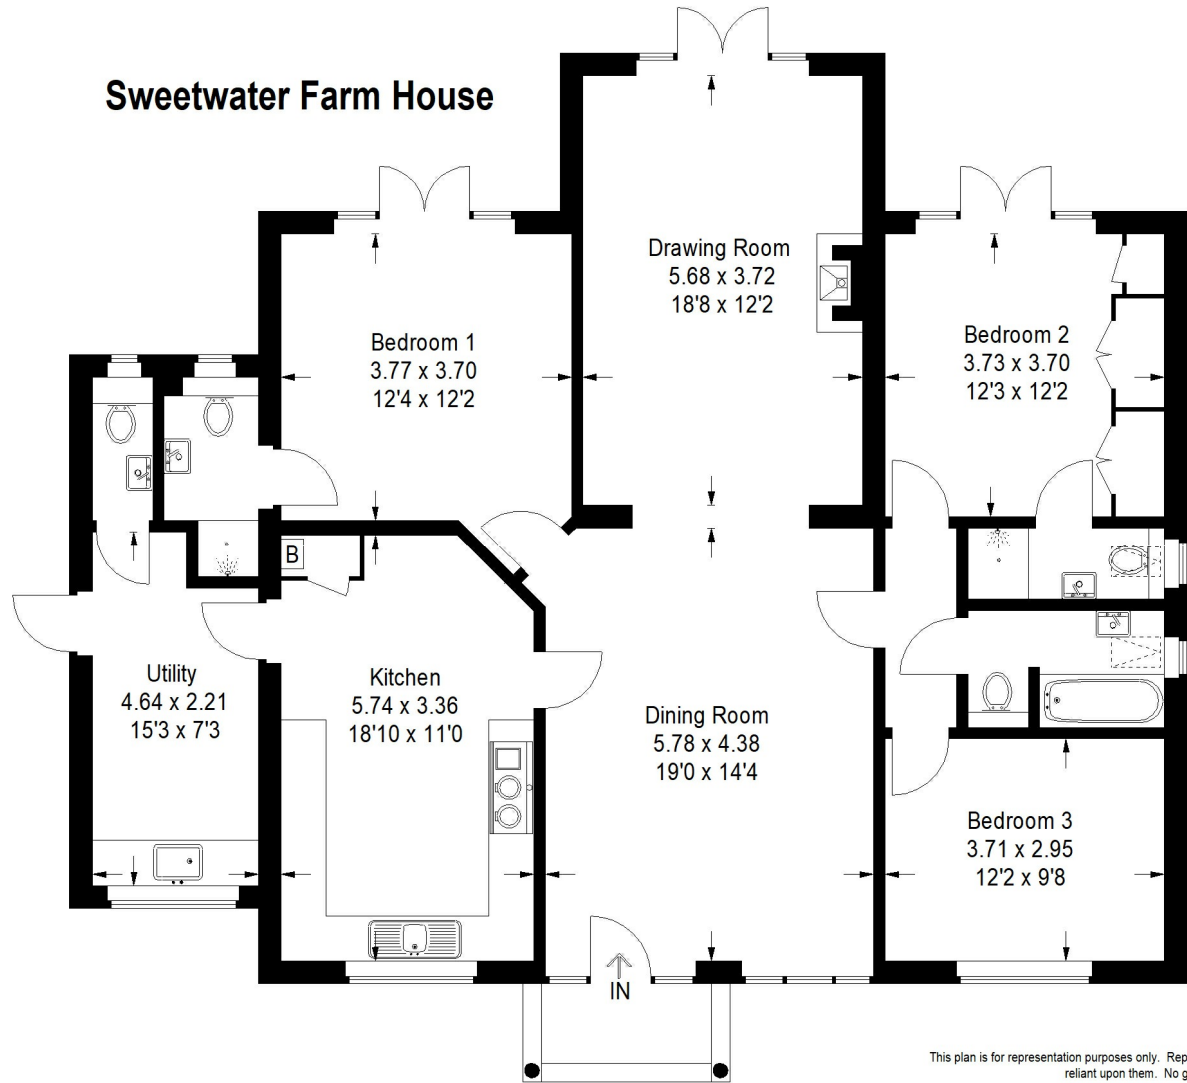 Sweetwater Farm House
Drawing Room
5.68 x 3.72
18'8 x 12'2
Bedroom 1
3.77 x 3.70
12'4 x 12'2
Bedroom 2
3.73 x 3.70
12'3 x 12'2
B
Utility
4.64 x 2.21
15'3 x 7'3
Kitchen
5.74 x 3.36
18'10 x 11'0
Dining Room
5.78 x 4.38
19'0 x 14'4
Bedroom 3
3.71 x 2.95
12'2 x 9'8
IN
This plan is for representation purposes only. Rep
reliant upon them. No g